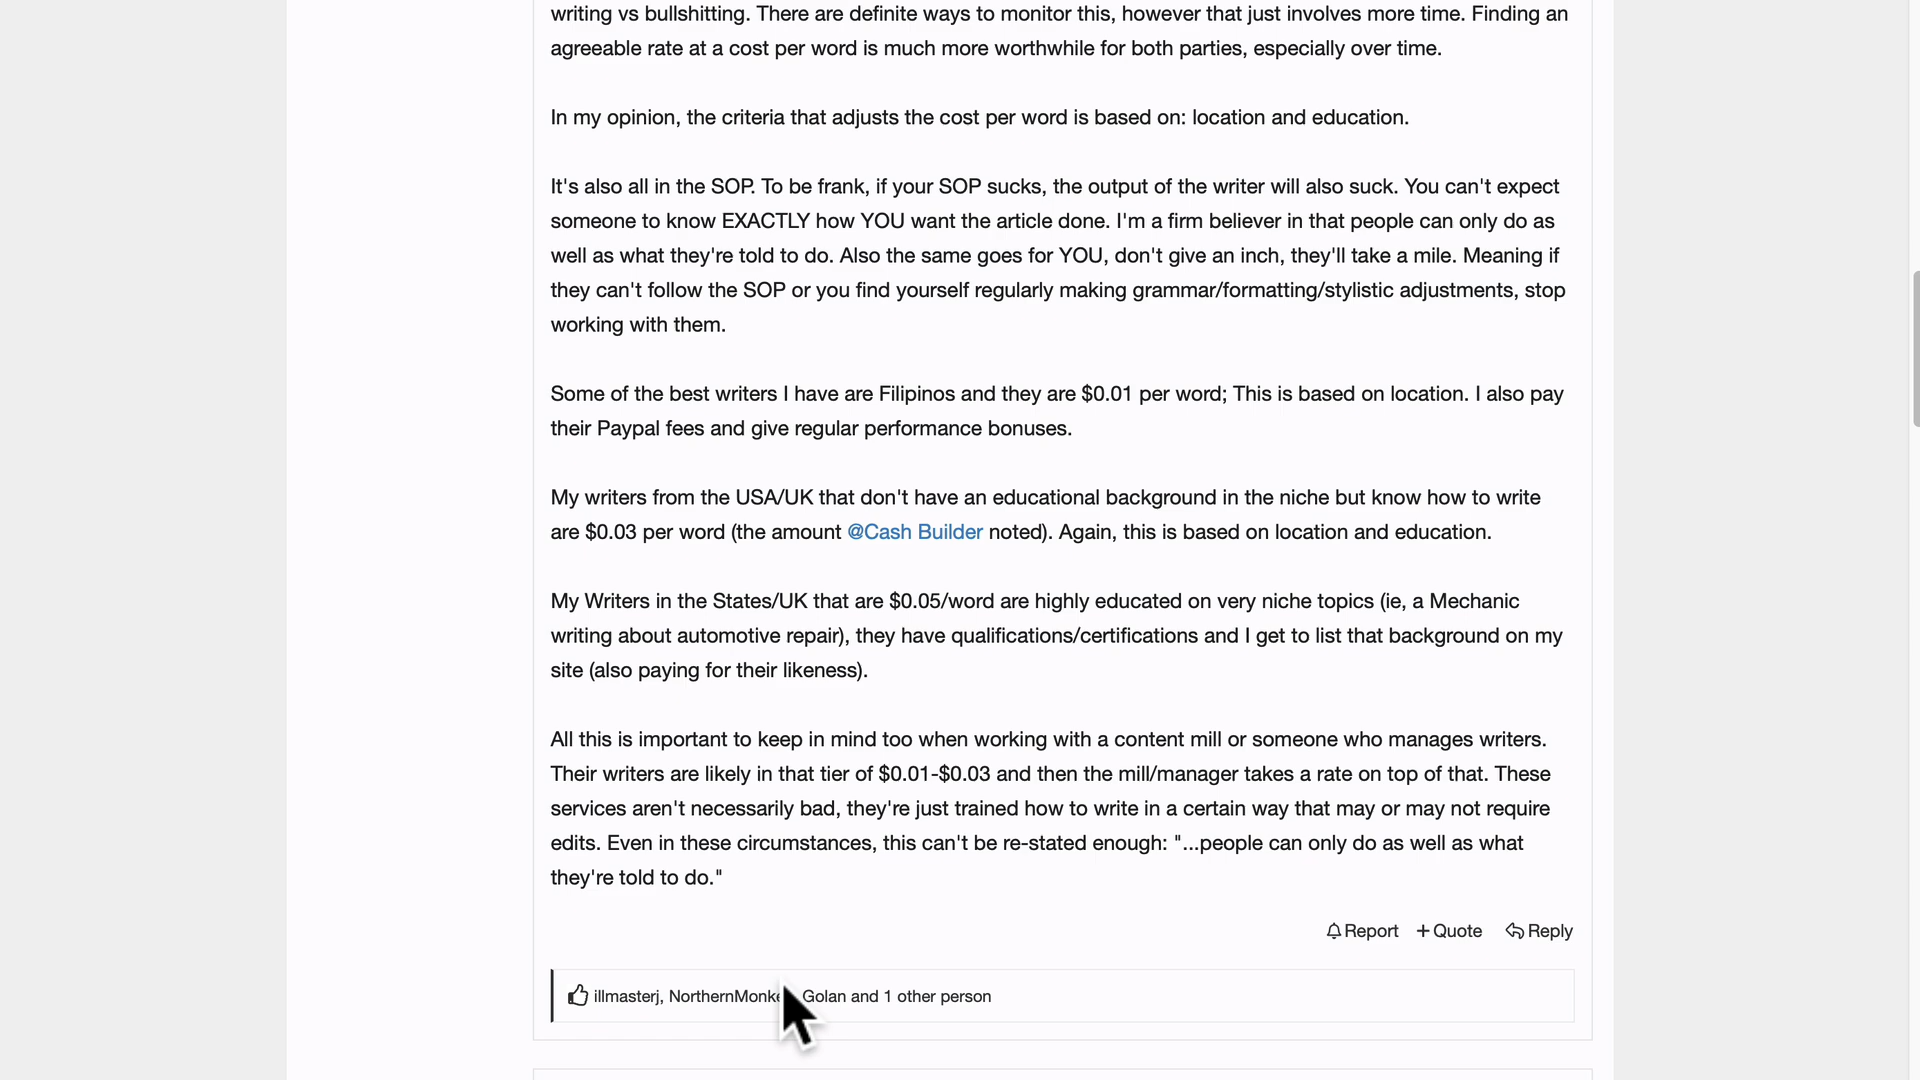 writing vs bullshitting. There are definite ways to monitor this, however that just involves more time. Finding an
agreeable rate at a cost per word is much more worthwhile for both parties, especially over time.
In my opinion, the criteria that adjusts the cost per word is based on: location and education.
It's also all in the SOP. To be frank, if your SOP sucks, the output of the writer will also suck. You can't expect
someone to know EXACTLY how YOU want the article done. I'm a firm believer in that people can only do as
well as what they're told to do. Also the same goes for YOU, don't give an inch, they'll take a mile. Meaning if
they can't follow the SOP or you find yourself regularly making grammar/formatting/stylistic adjustments, stop
working with them.
Some of the best writers I have are Filipinos and they are $0.01 per word; This is based on location. I also pay
their Paypal fees and give regular performance bonuses.
My writers from the USA/UK that don't have an educational background in the niche but know how to write
are $0.03 per word (the amount @Cash Builder noted). Again, this is based on location and education.
My Writers in the States/UK that are $0.05/word are highly educated on very niche topics (ie, a Mechanic
writing about automotive repair), they have qualifications/certifications and I get to list that background on my
site (also paying for their likeness).
All this is important to keep in mind too when working with a content mill or someone who manages writers.
Their writers are likely in that tier of $0.01-$0.03 and then the mill/manager takes a rate on top of that. These
services aren't necessarily bad, they're just trained how to write in a certain way that may or may not require
edits. Even in these circumstances, this can't be re-stated enough: "...people can only do as well as what
they're told to do."
Report +Quote Reply
illmasterj, Golan and 1 other person